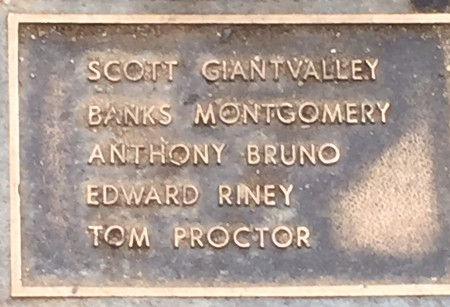 SCOTT GIANTVALLEY
BANKS MONTGOMERY
ANTHONY BRUNO
EDWARD RINEY
TOM PROCTOR